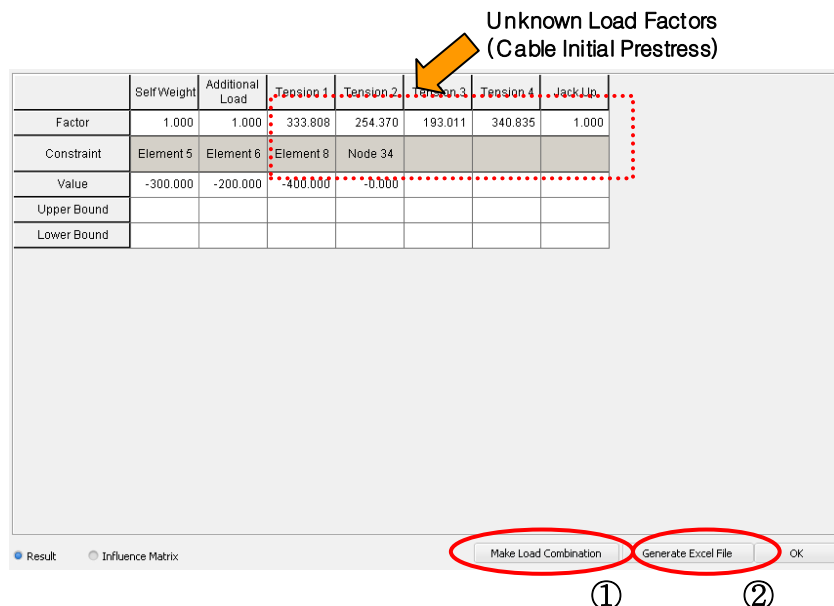 Unknown Load Factors
(Cable Initial Prestress)
Self Weight Additional Load Tension 1 Tension 2 Tension 3 Tension 4 Jack Up
Factor 1.000 1.000 333.808 254.370 193.011 340.835 1.000
Constraint Element 5 Element 6 Element 8 Node 34
Value -300.000 -200.000 -400.000 -0.000
Upper Bound
Lower Bound
Result Influence Matrix Make Load Combination Generate Excel File OK
① ②